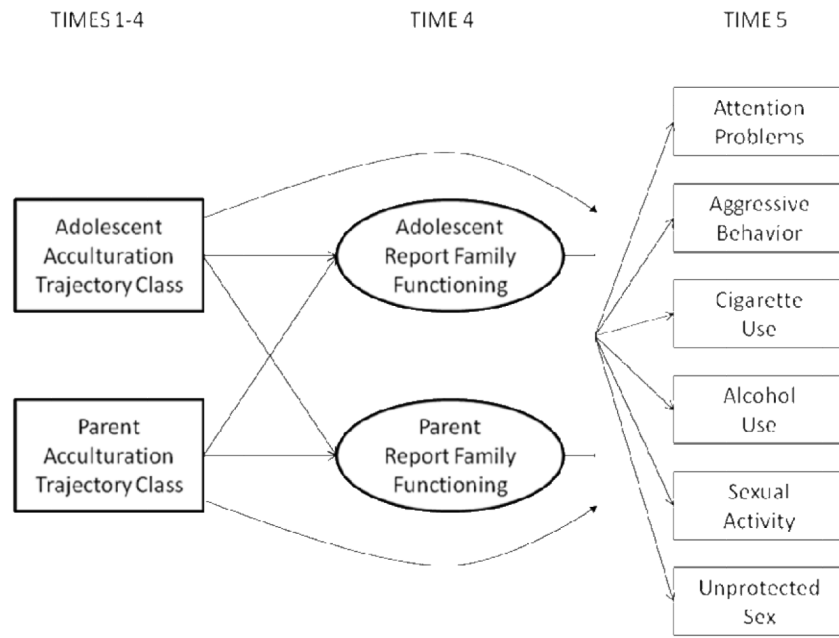 TIMES 1-4
TIME 4
TIME 5
Adolescent
Acculturation
Trajectory Class
Parent
Acculturation
Trajectory Class
Adolescent
Report Family
Functioning
Parent
Report Family
Functioning
Attention
Problems
Aggressive
Behavior
Cigarette
Use
Alcohol
Use
Sexual
Activity
Unprotected
Sex